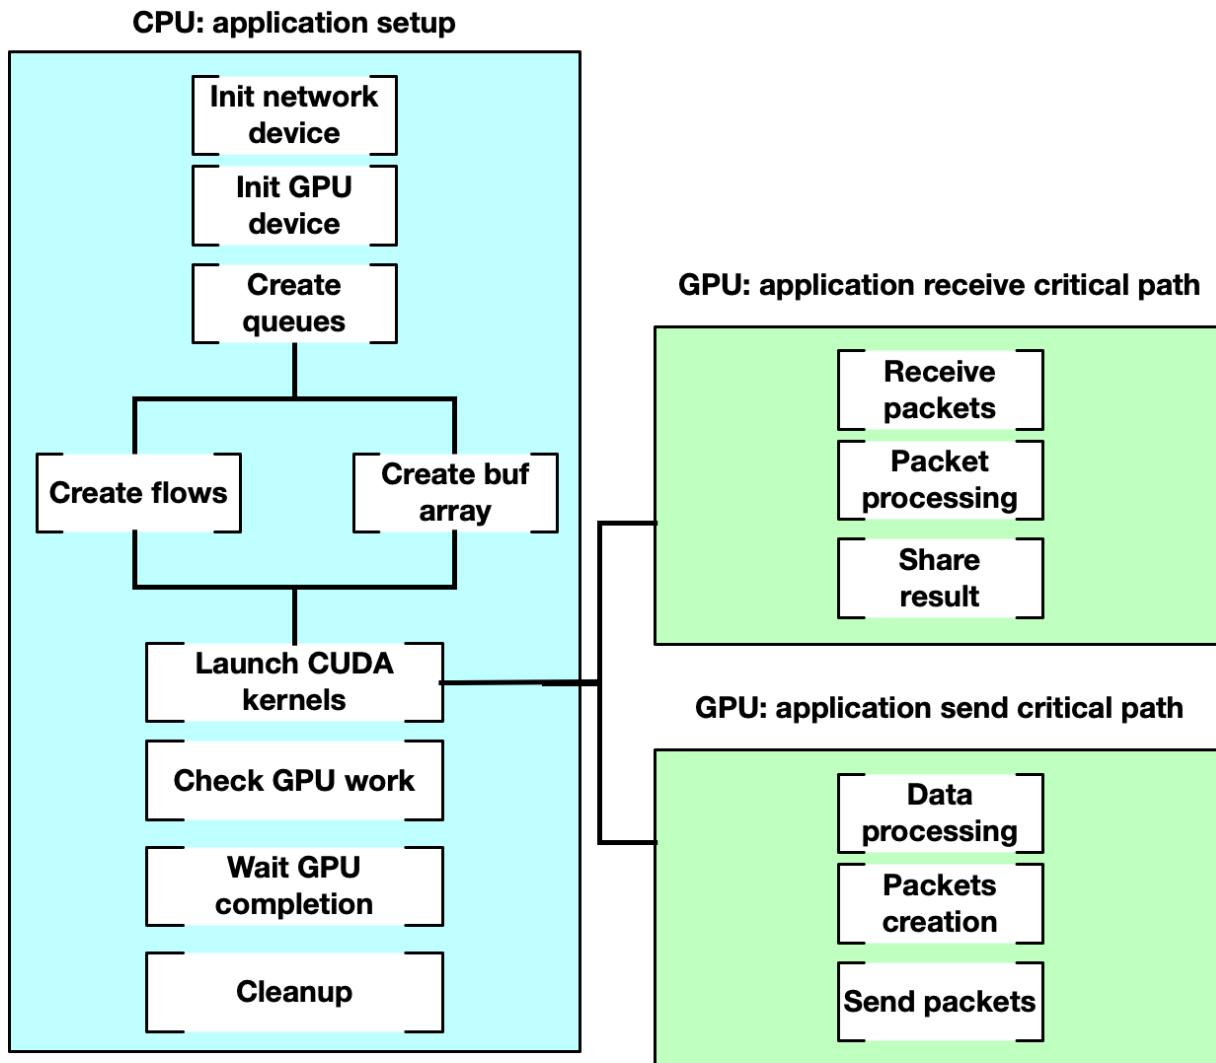 CPU: application setup
Init network
device
Init GPU
device
Create
queues
Create flows
Create buf
array
Launch CUDA
kernels
Check GPU work
Wait GPU
completion
Cleanup
GPU: application receive critical path
Receive
packets
Packet
processing
Share
result
GPU: application send critical path
Data
processing
Packets
creation
Send packets